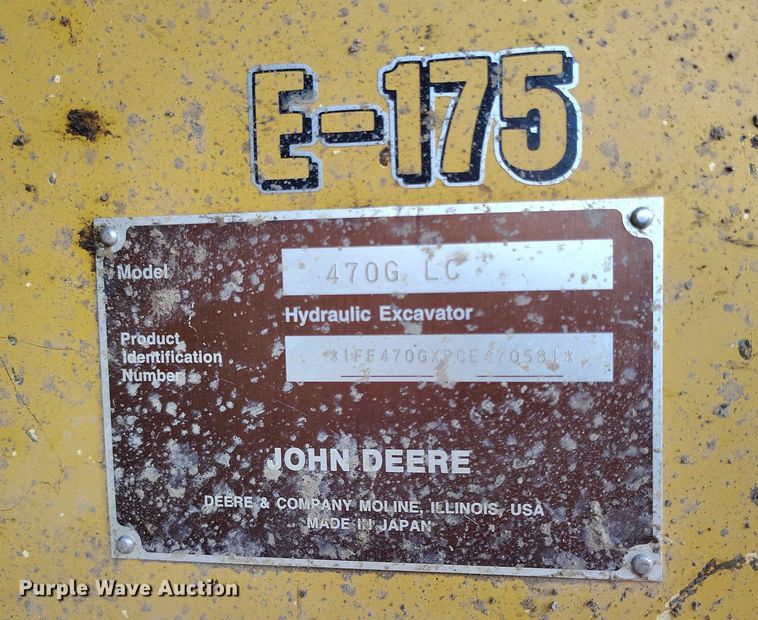 E-175
Model 470G LC
Hydraulic Excavator
Product
Identification
Number
*1FF470GXPCE470581*
JOHN DEERE
DEERE & COMPANY MOLINE, ILLINOIS, USA
MADE IN JAPAN
Purple Wave Auction